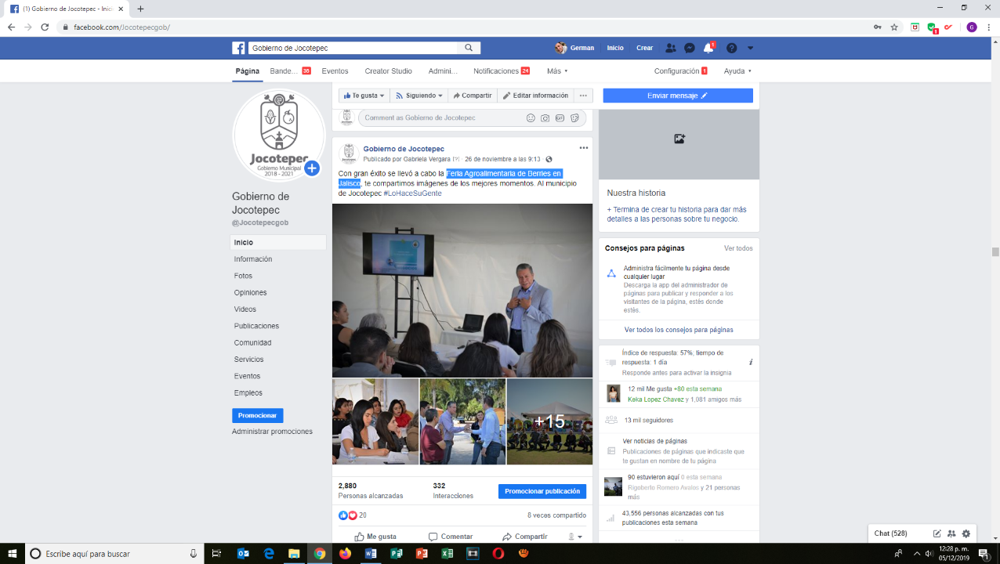 (1) Gobierno de Jocotepec - Inici
facebook.com/Jocotepecgob/
Gobierno de Jocotepec
German
Inicio
Crear
1
Página
Bande... 36
Eventos
Creator Studio
Admini...
Notificaciones 24
Más
Configuración 1
Ayuda
Te gusta
Siguiendo
Compartir
Editar información
Enviar mensaje
Comment as Gobierno de Jocotepec
Jocotepec
Gobierno Municipal
2018 - 2021
Gobierno de
Jocotepec
@Jocotepecgob
Inicio
Información
Fotos
Opiniones
Videos
Publicaciones
Comunidad
Servicios
Eventos
Empleos
Promocionar
Administrar promociones
Gobierno de Jocotepec
Publicado por Gabriela Vergara [?] · 26 de noviembre a las 9:13 ·
Con gran éxito se llevó a cabo la Feria Agroalimentaria de Berries en
Jalisco, te compartimos imágenes de los mejores momentos. Al municipio
de Jocotepec #LoHaceSuGente
+15
2,880
Personas alcanzadas
332
Interacciones
Promocionar publicación
20
8 veces compartido
Me gusta
Comentar
Compartir
Nuestra historia
+ Termina de crear tu historia para dar más
detalles a las personas sobre tu negocio.
Consejos para páginas
Ver todos
Administra fácilmente tu página desde
cualquier lugar
Descarga la app del administrador de
páginas para publicar y responder a los
visitantes de la página, estés donde
estés.
Ver todos los consejos para páginas
Índice de respuesta: 57%, tiempo de
respuesta: 1 día
Responde antes para activar la insignia
12 mil Me gusta +80 esta semana
Keka Lopez Chavez y 1,081 amigos más
13 mil seguidores
Ver noticias de páginas
Publicaciones de páginas que indicaste que
te gustan en nombre de tu página
90 estuvieron aquí 0 esta semana
Rigoberto Romero Avalos y 21 personas
más
43,556 personas alcanzadas con tus
publicaciones esta semana
Chat (528)
Escribe aquí para buscar
12:28 p. m.
05/12/2019
1